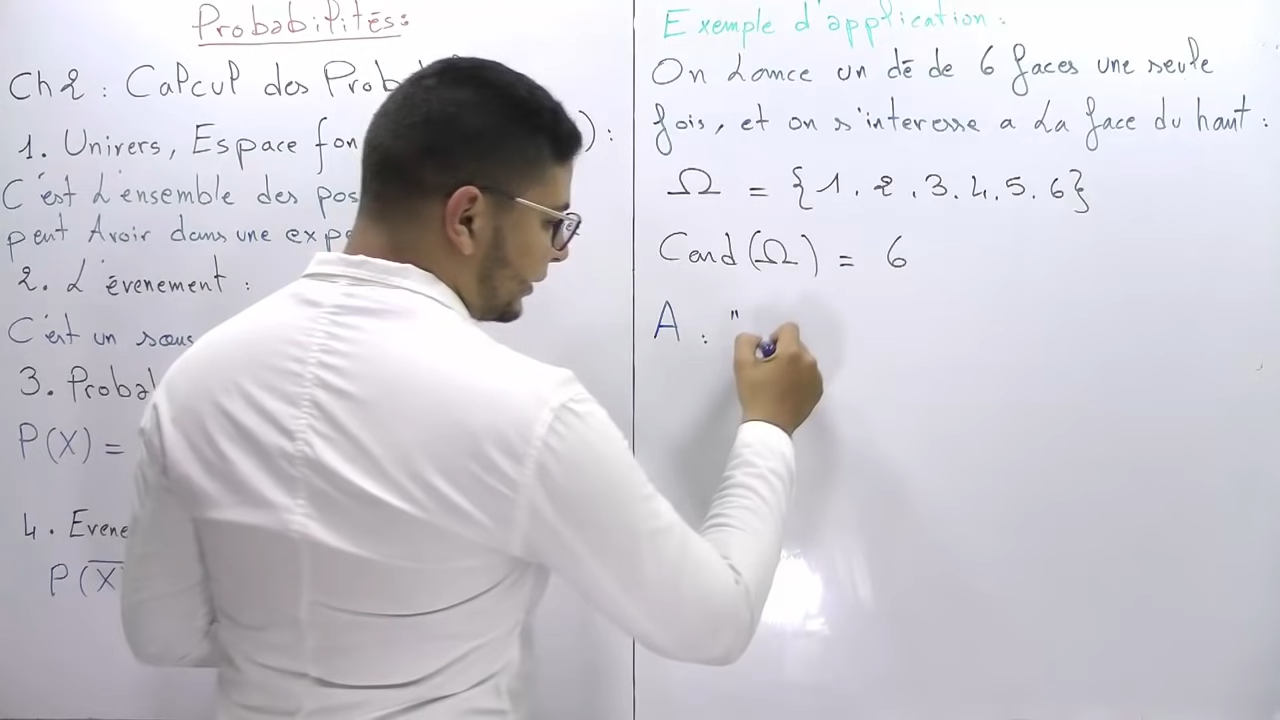 Probabilités:
Ch2: Calcul des Prob
1. Univers, Espace fon ) :
C'est L'ensemble des pos
peut Avoir dans une expe
2. L'évenement :
C'est un sous
3. Probab
P(X) =
4. Evene
P(X̅
Exemple d'application :
On Lance un dé de 6 faces une seule
fois, et on s'interesse a La face du haut :
Ω = {1.2.3.4.5.6}
Card(Ω) = 6
A : "